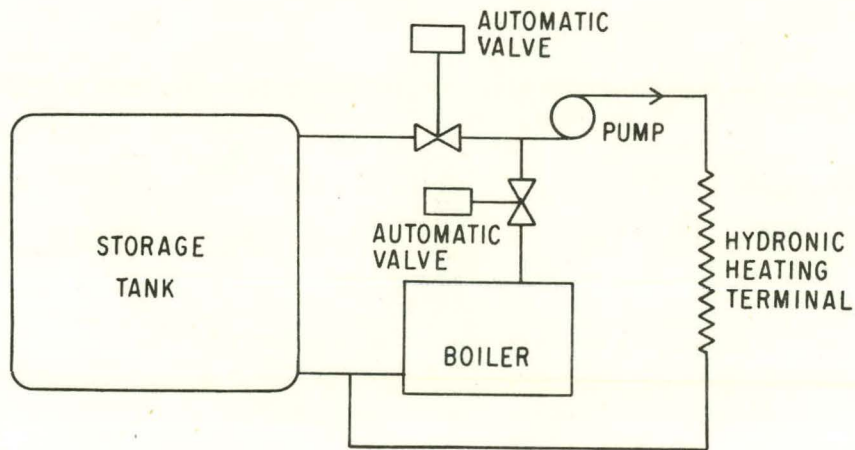 AUTOMATIC
VALVE
PUMP
STORAGE
TANK
AUTOMATIC
VALVE
HYDRONIC
HEATING
TERMINAL
BOILER